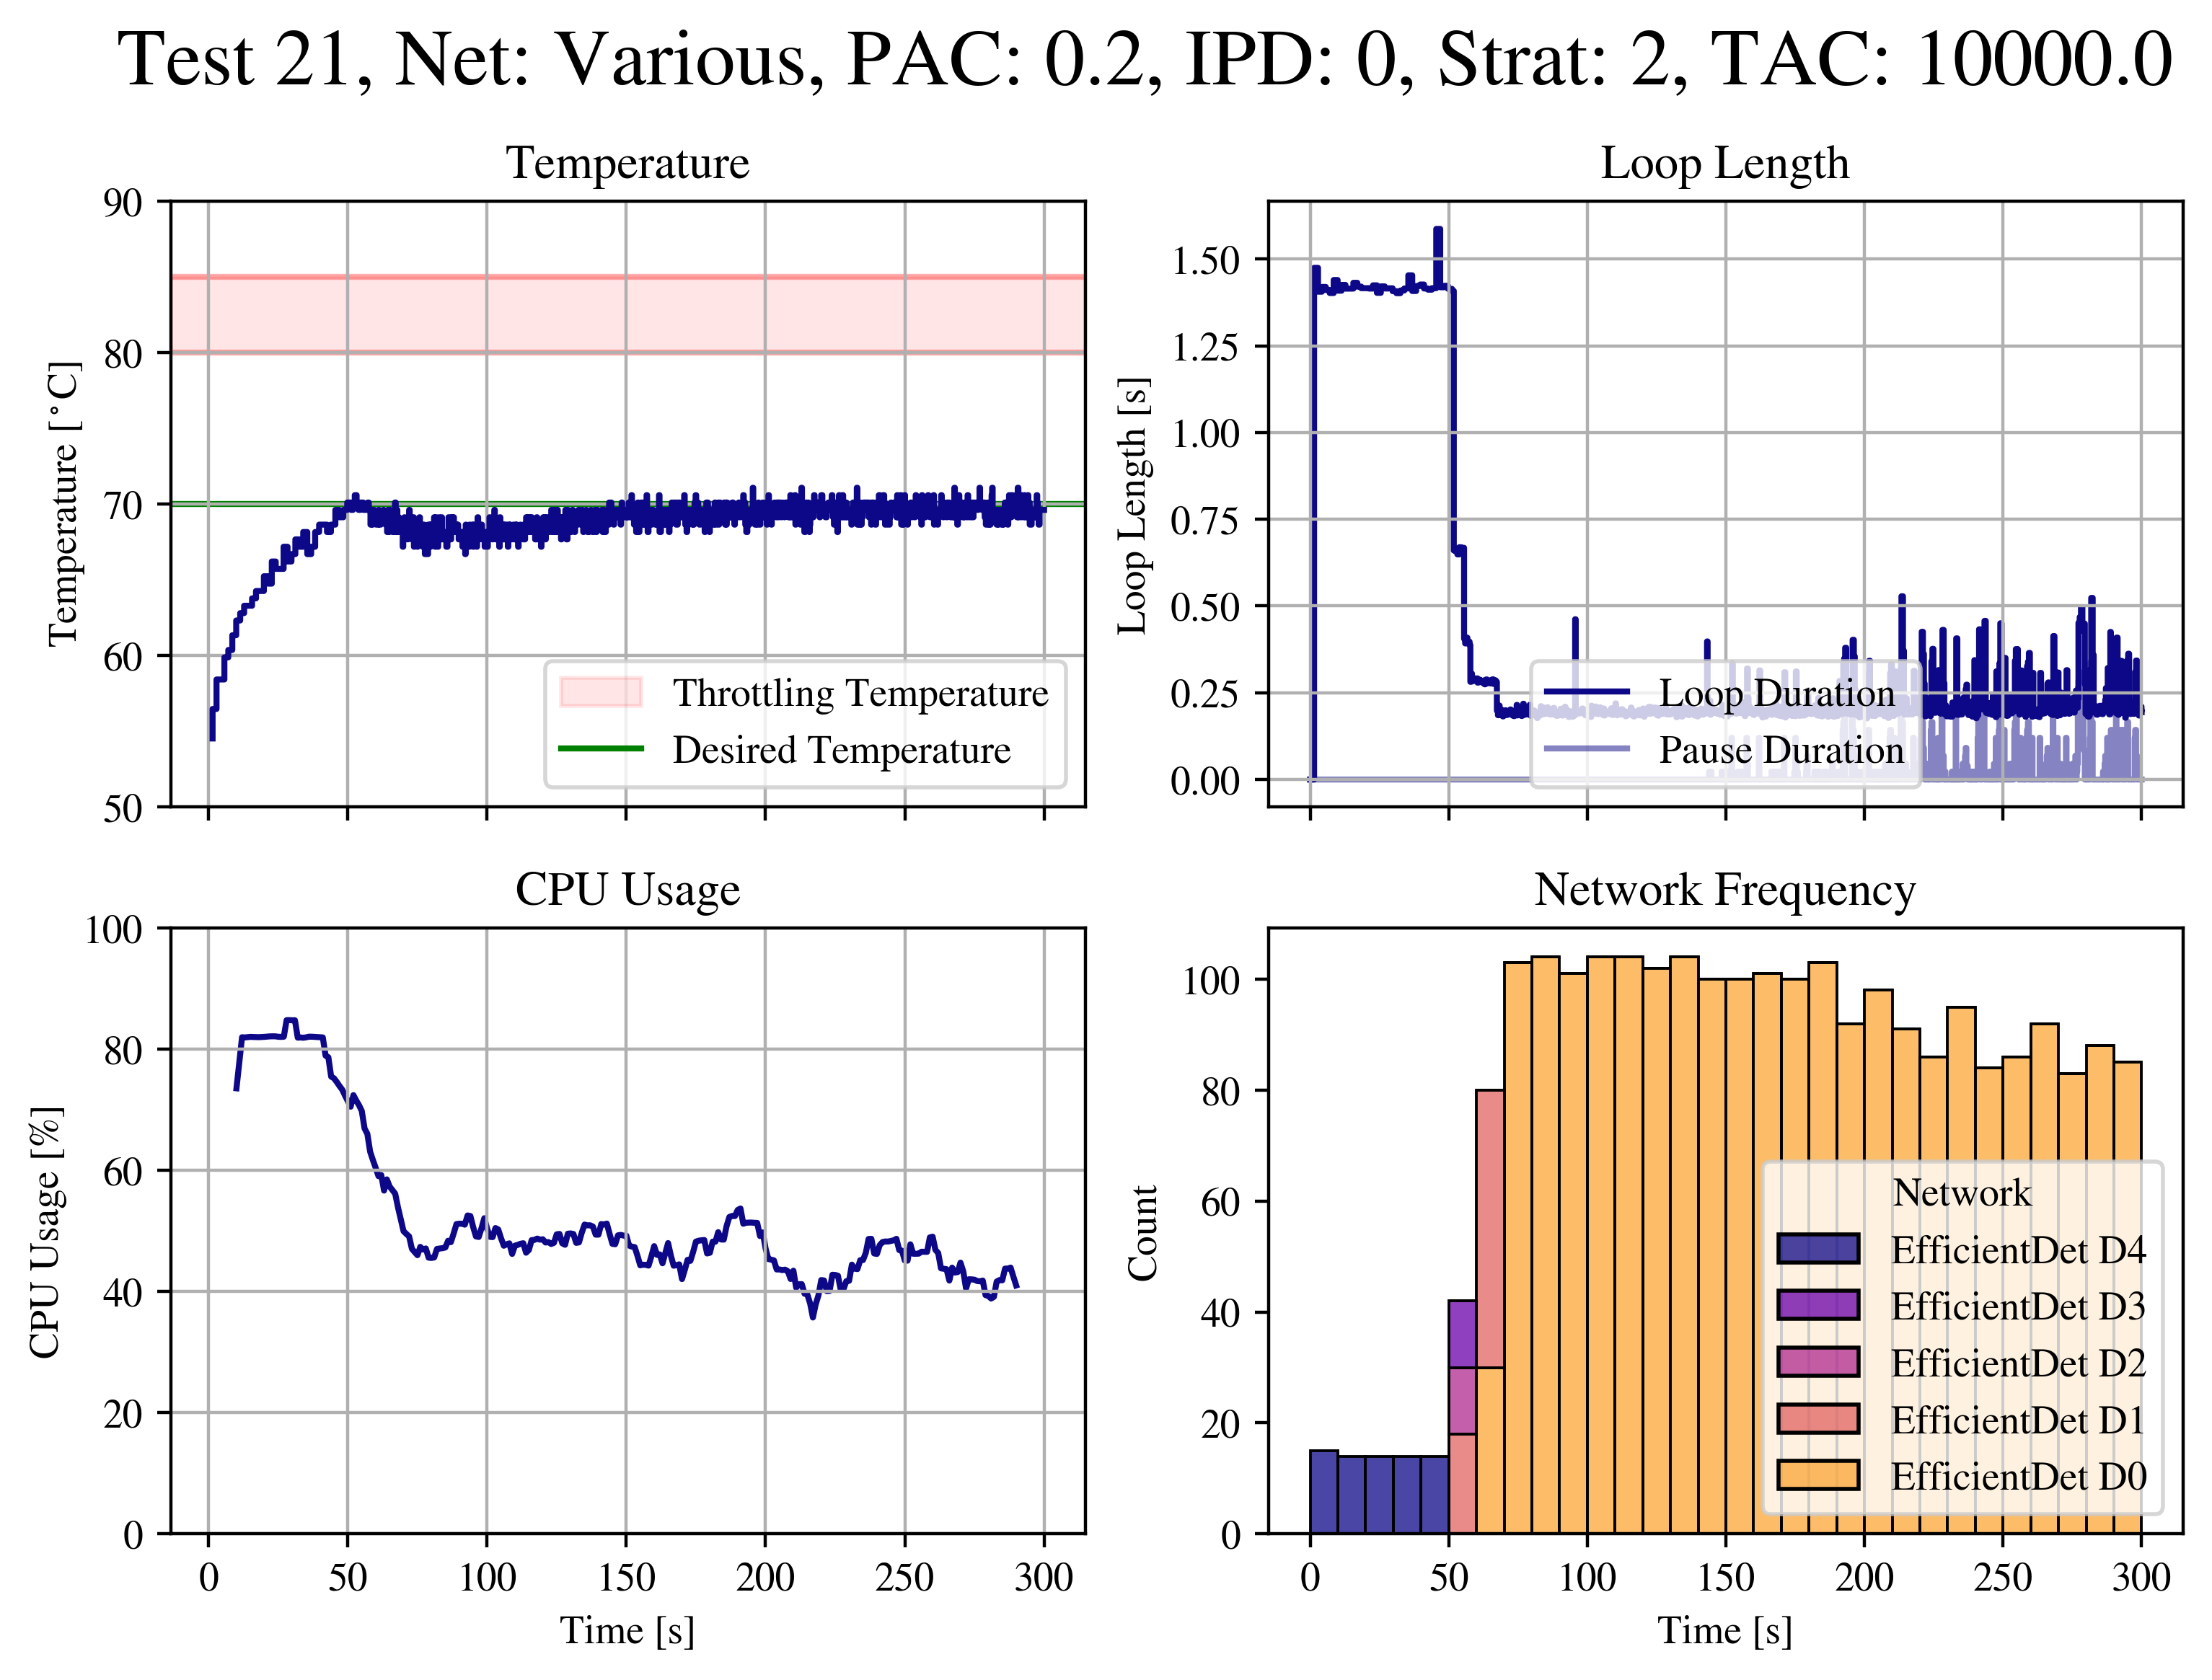 Test 21, Net: Various, PAC: 0.2, IPD: 0, Strat: 2, TAC: 10000.0
Temperature
90
80
70
60
50
Temperature [°C]
Throttling Temperature
Desired Temperature
Loop Length
1.50
1.25
1.00
0.75
0.50
0.25
0.00
Loop Length [s]
Loop Duration
Pause Duration
CPU Usage
100
80
60
40
20
0
CPU Usage [%]
0 50 100 150 200 250 300
Time [s]
Network Frequency
100
80
60
40
20
0
Count
Network
EfficientDet D4
EfficientDet D3
EfficientDet D2
EfficientDet D1
EfficientDet D0
0 50 100 150 200 250 300
Time [s]